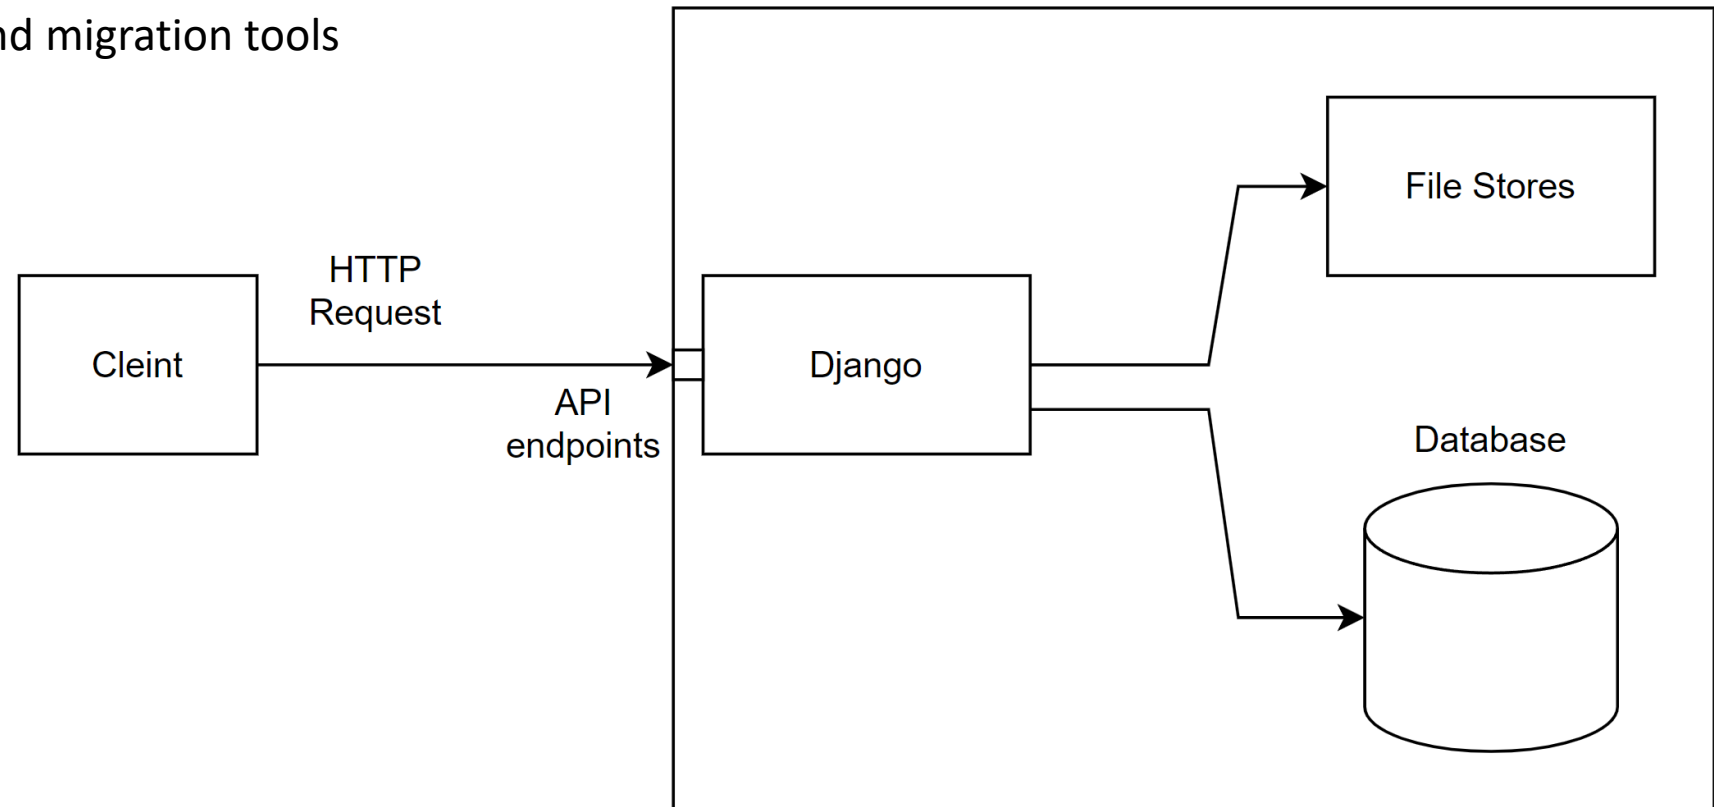 nd migration tools
File Stores
HTTP
Request
Cleint
Django
API
endpoints
Database